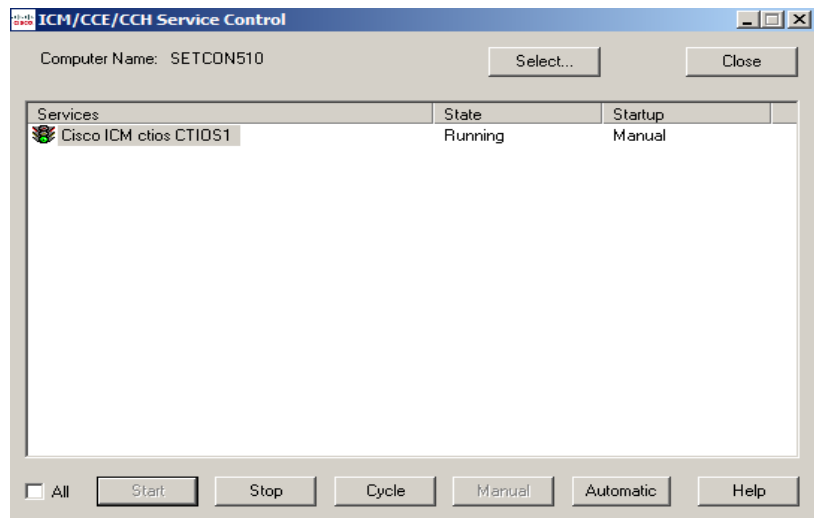 ICM/CCE/CCH Service Control
Computer Name: SETCON510
Select...
Close
Services State Startup
Cisco ICM ctios CTIOS1 Running Manual
All Start Stop Cycle Manual Automatic Help